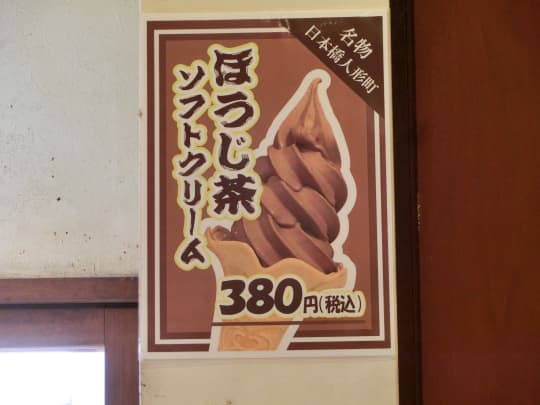 名物
日本橋人形町
ほうじ茶
ソフトクリーム
380円(税込)